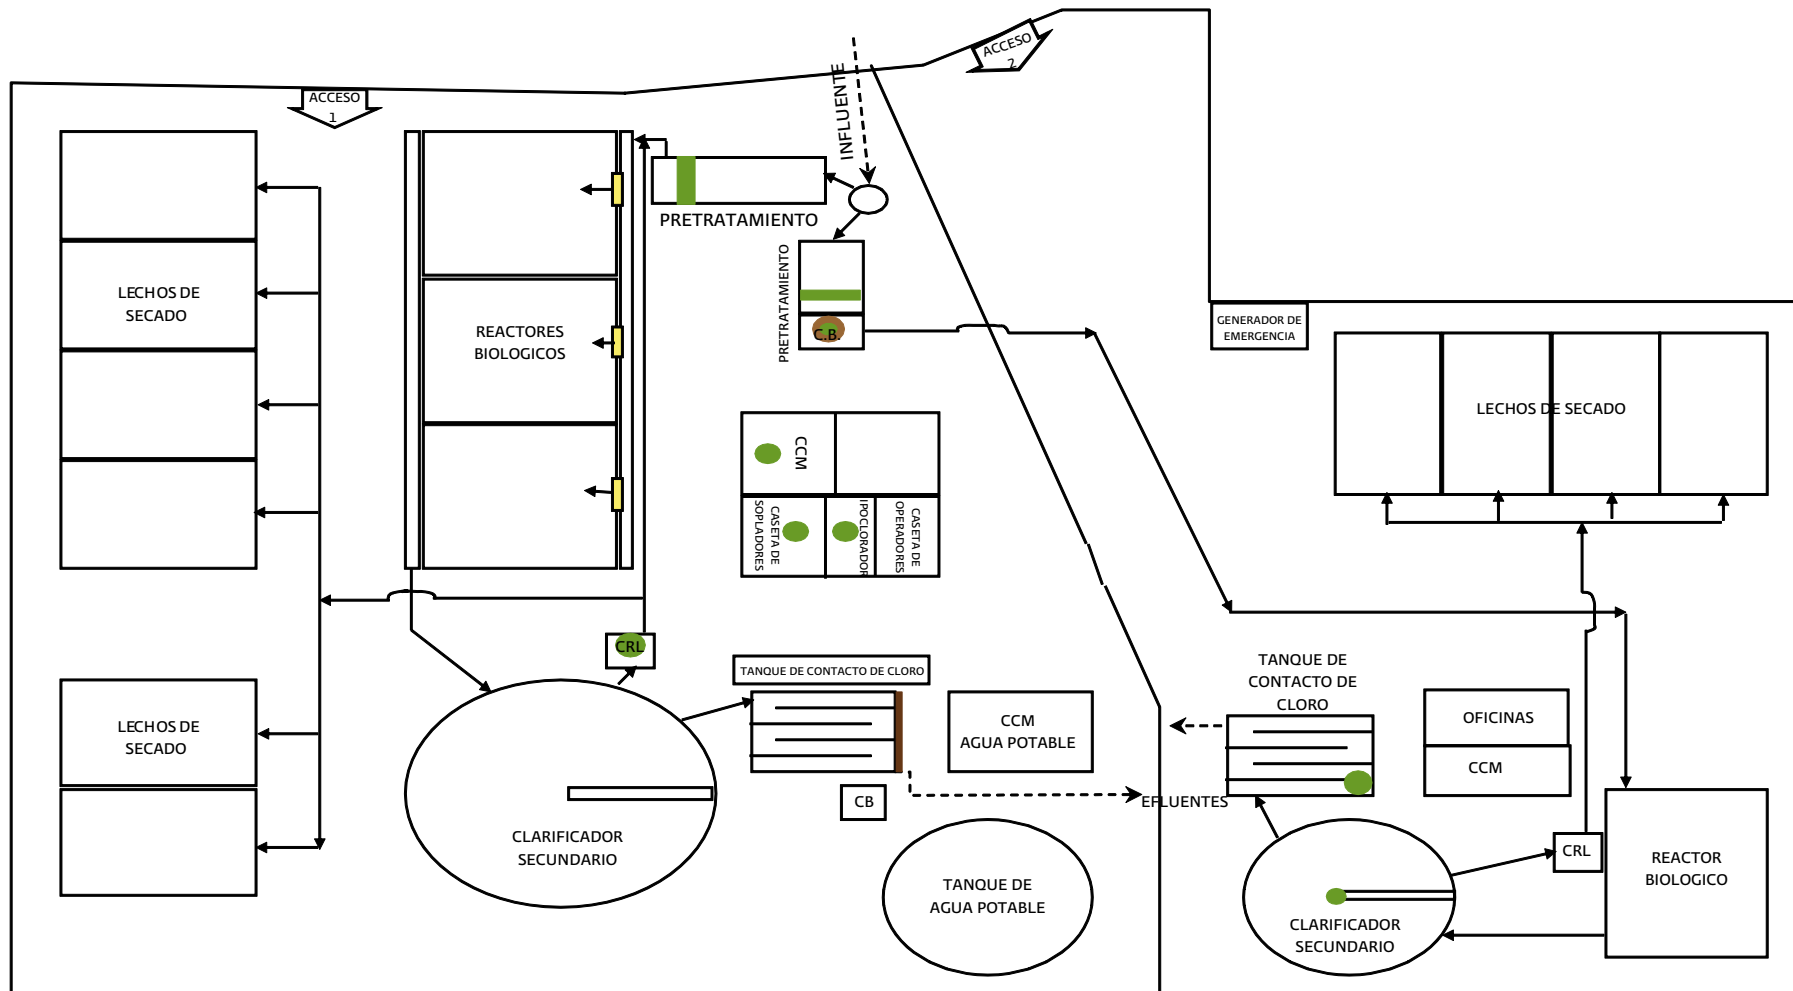 ACCESO
2
ACCESO
1
INFLUENTE
PRETRATAMIENTO
PRETRATAMIENTO
C.B.
LECHOS DE
SECADO
REACTORES
BIOLOGICOS
GENERADOR DE
EMERGENCIA
LECHOS DE SECADO
CCM
CASETA DE
SOPLADORES
IPOCLORADOR
CASETA DE
OPERADORES
CRL
TANQUE DE CONTACTO DE CLORO
TANQUE DE
CONTACTO DE
CLORO
LECHOS DE
SECADO
CCM
AGUA POTABLE
OFICINAS
CCM
CB
EFLUENTES
CLARIFICADOR
SECUNDARIO
TANQUE DE
AGUA POTABLE
CRL
REACTOR
BIOLOGICO
CLARIFICADOR
SECUNDARIO